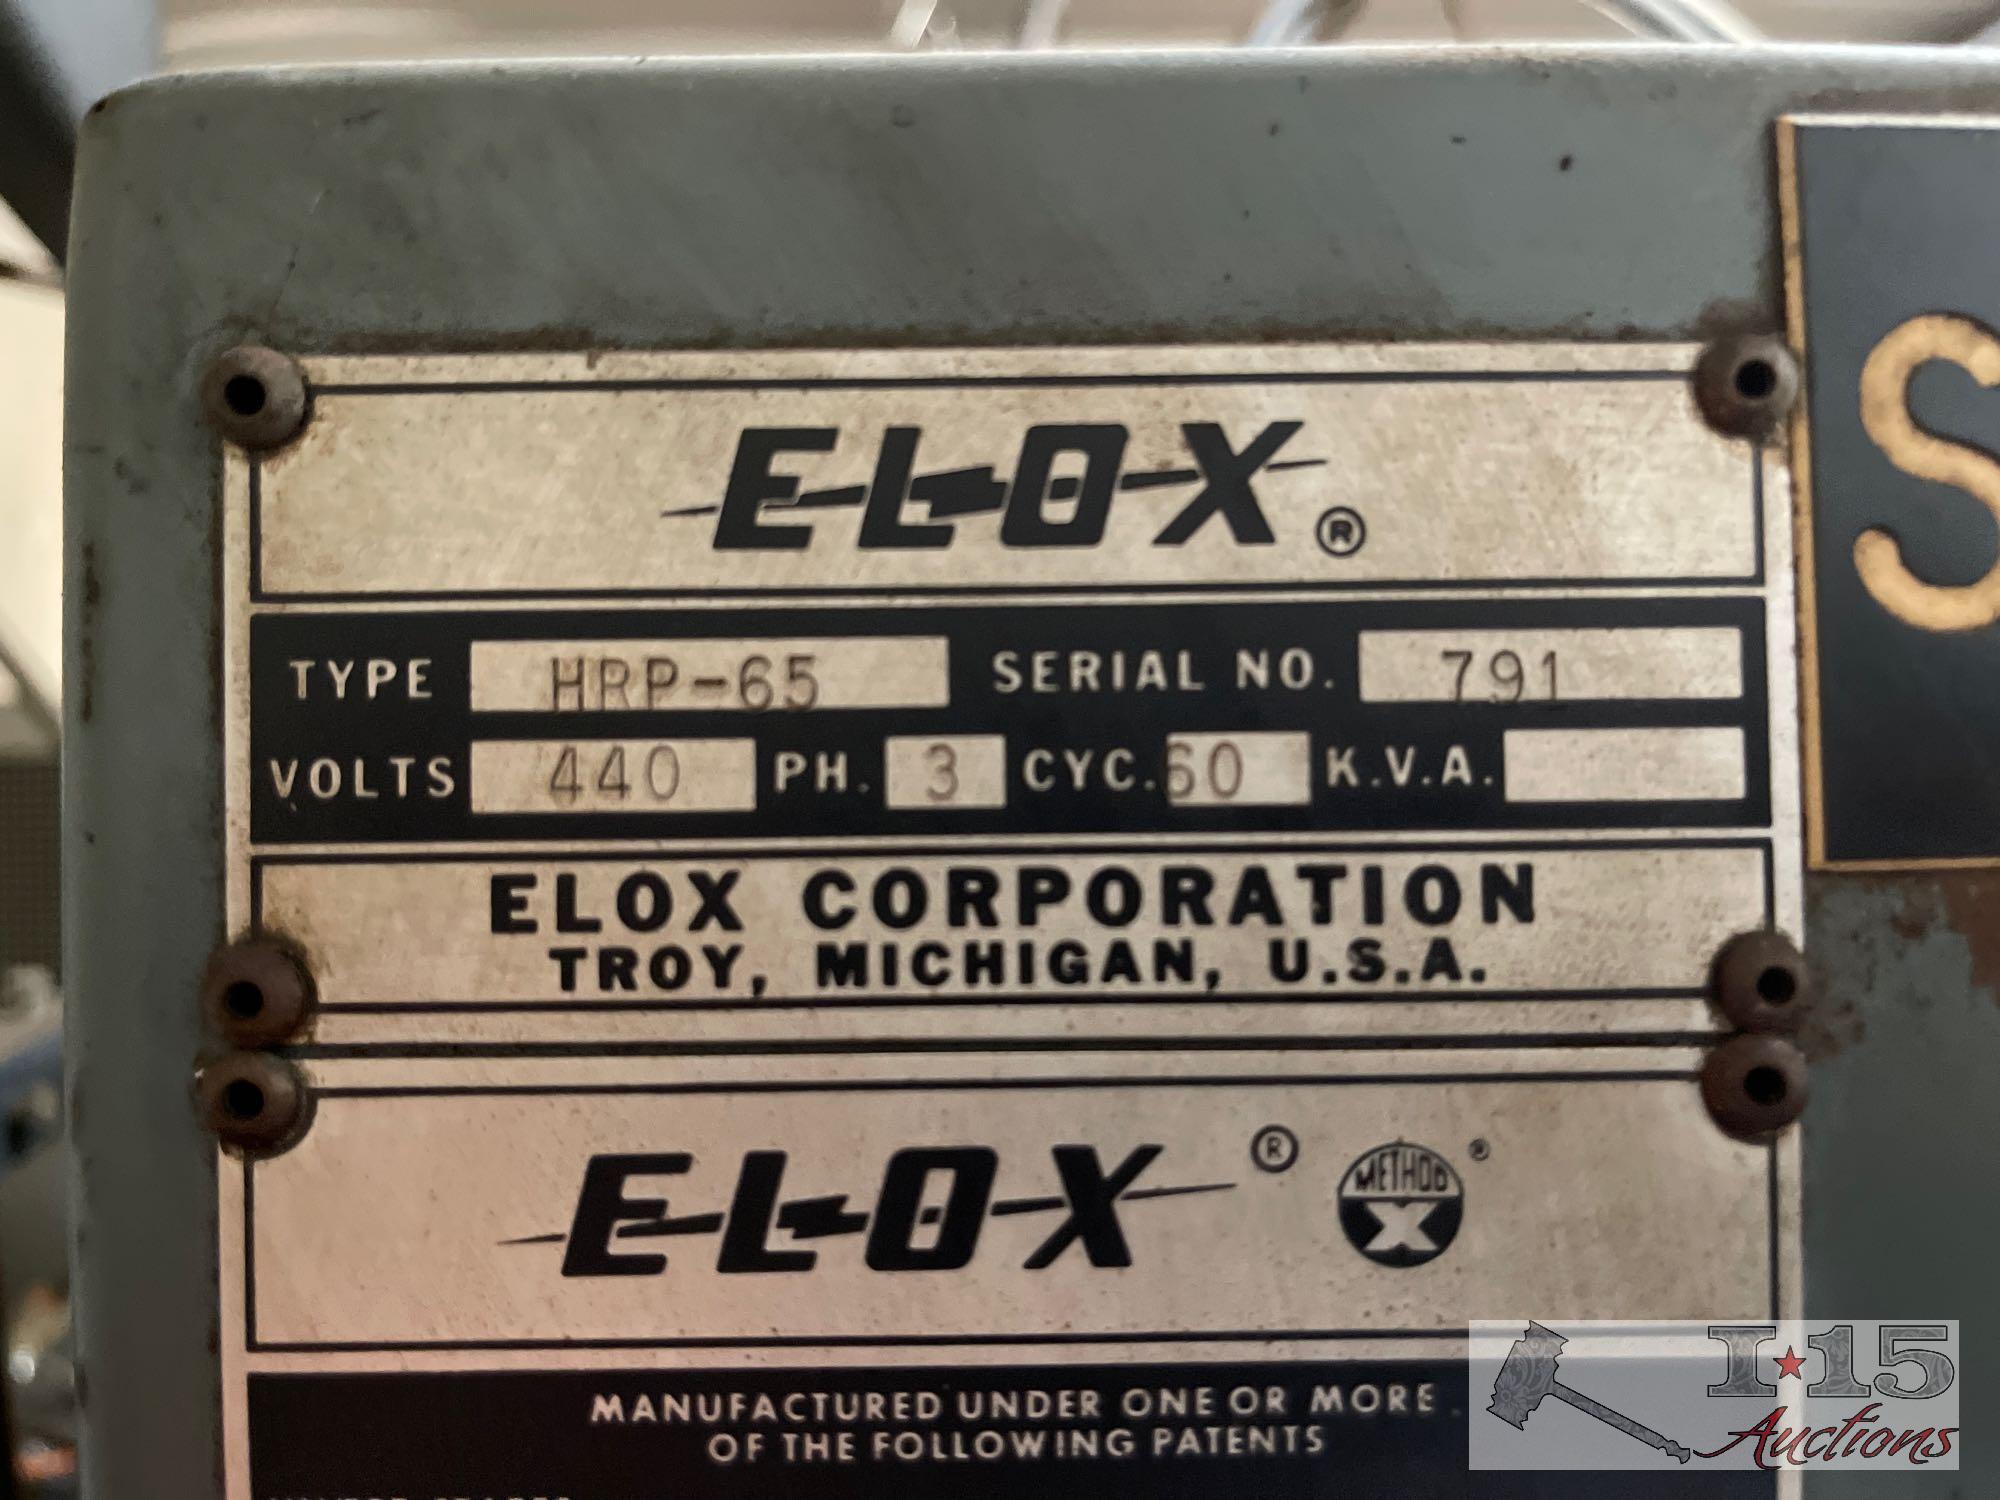 ELOX ®
TYPE HRP-65 SERIAL NO. 791
VOLTS 440 PH. 3 CYC. 60 K.V.A.
ELOX CORPORATION
TROY, MICHIGAN, U.S.A.
ELOX ® METHOD X ®
MANUFACTURED UNDER ONE OR MORE
OF THE FOLLOWING PATENTS
S
I★15
Auctions